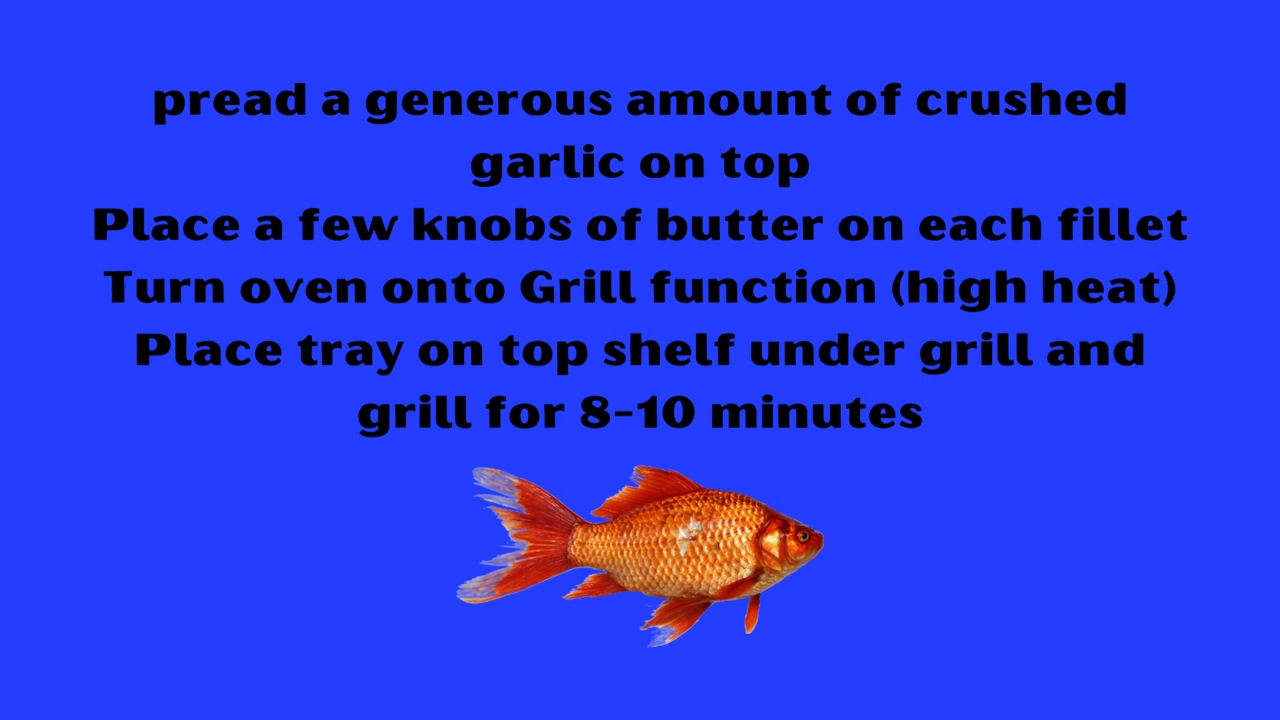 pread a generous amount of crushed
garlic on top
Place a few knobs of butter on each fillet
Turn oven onto Grill function (high heat)
Place tray on top shelf under grill and
grill for 8-10 minutes